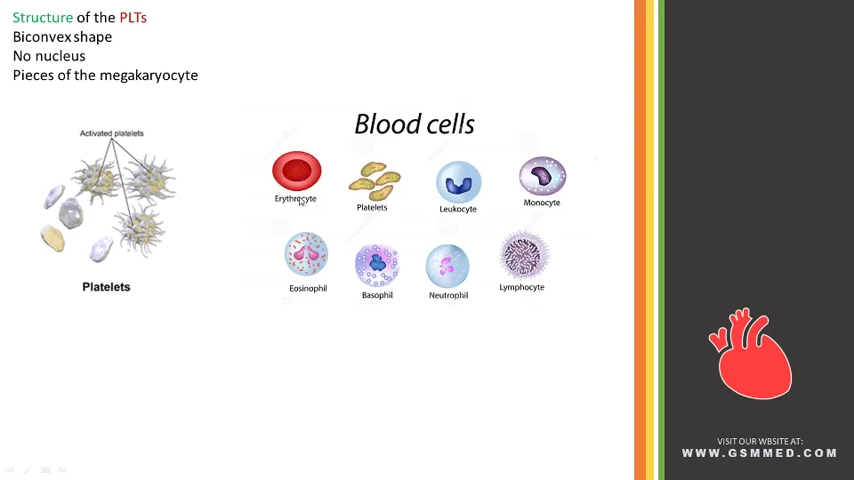 Structure of the PLTs
Biconvex shape
No nucleus
Pieces of the megakaryocyte
Activated platelets
Platelets
Blood cells
Erythrocyte
Platelets
Leukocyte
Monocyte
Eosinophil
Basophil
Neutrophil
Lymphocyte
VISIT OUR WBSITE AT:
WWW.GSMMED.COM